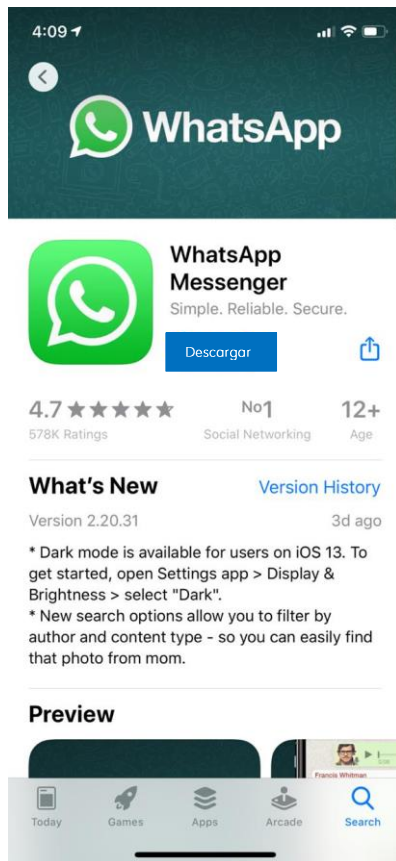 4:09
WhatsApp
WhatsApp
Messenger
Simple. Reliable. Secure.
Descargar
4.7 No1 12+
578K Ratings Social Networking Age
What's New Version History
Version 2.20.31 3d ago
* Dark mode is available for users on iOS 13. To
get started, open Settings app > Display &
Brightness > select "Dark".
* New search options allow you to filter by
author and content type - so you can easily find
that photo from mom.
Preview
Francis Whitman
Today Games Apps Arcade Search